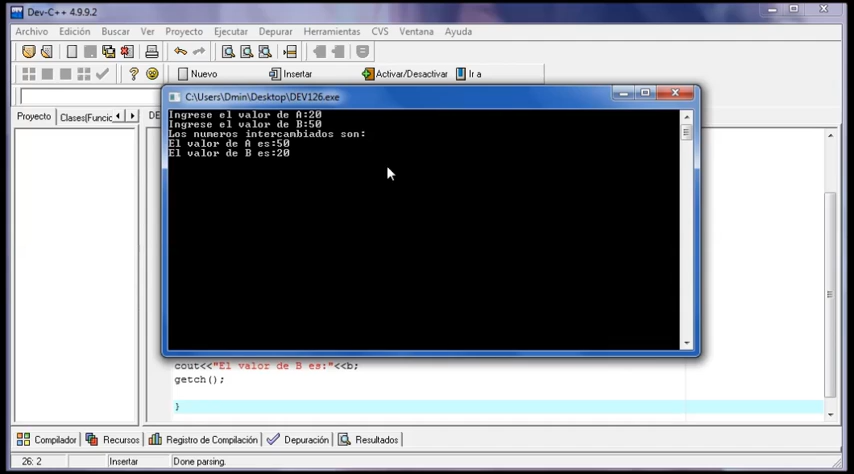 Dev-C++ 4.9.9.2
Archivo Edición Buscar Ver Proyecto Ejecutar Depurar Herramientas CVS Ventana Ayuda
Nuevo Insertar Activar/Desactivar Ir a
Proyecto Clases(Funcio DE
C:\Users\Dmin\Desktop\DEV126.exe
Ingrese el valor de A:20
Ingrese el valor de B:50
Los numeros intercambiados son:
El valor de A es:50
El valor de B es:20
cout<<"El valor de B es:"<<b;
getch();
}
Compilador Recursos Registro de Compilación Depuración Resultados
26: 2 Insertar Done parsing.